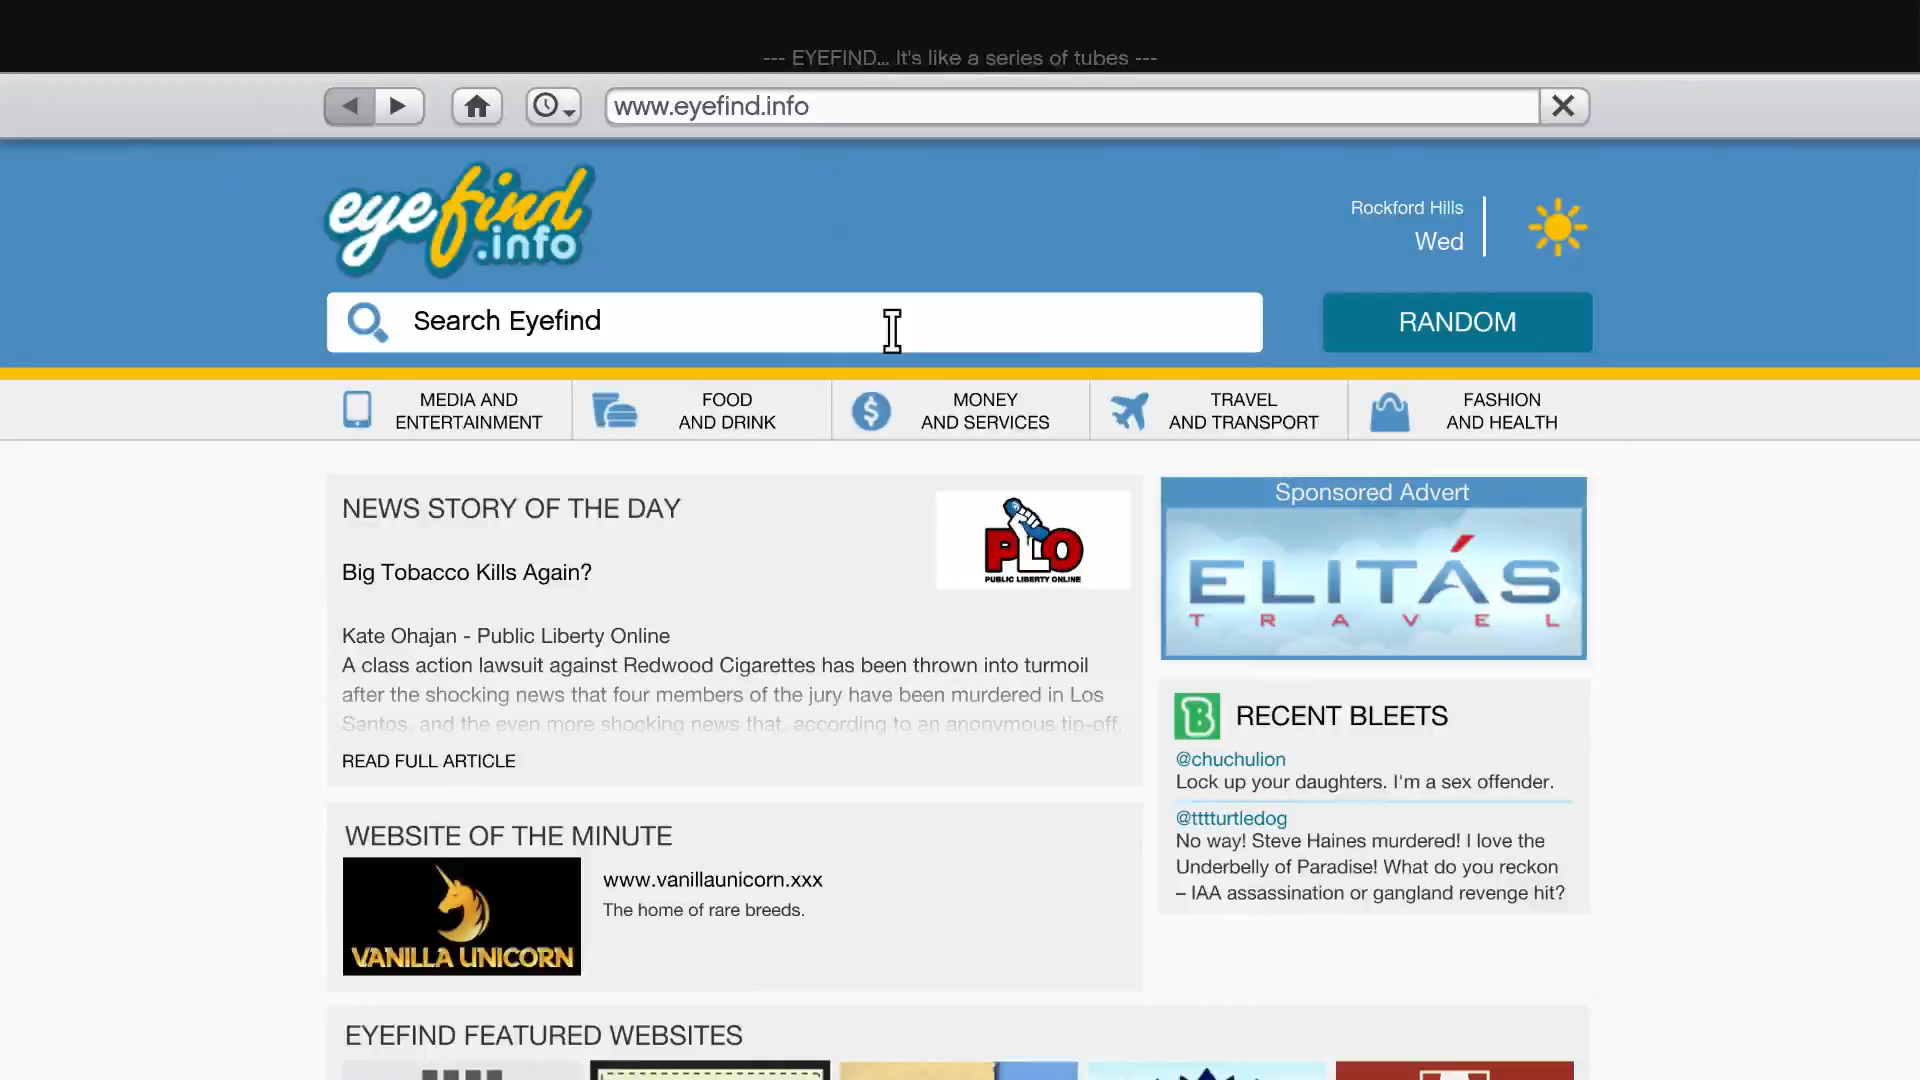 --- EYEFIND... It's like a series of tubes ---
www.eyefind.info
eyefind
.info
Rockford Hills
Wed
Search Eyefind
RANDOM
MEDIA AND
ENTERTAINMENT
FOOD
AND DRINK
MONEY
AND SERVICES
TRAVEL
AND TRANSPORT
FASHION
AND HEALTH
NEWS STORY OF THE DAY
PLO
PUBLIC LIBERTY ONLINE
Big Tobacco Kills Again?
Kate Ohajan - Public Liberty Online
A class action lawsuit against Redwood Cigarettes has been thrown into turmoil
after the shocking news that four members of the jury have been murdered in Los
Santos, and the even more shocking news that, according to an anonymous tip-off,
READ FULL ARTICLE
Sponsored Advert
ELITÁS
TRAVEL
B RECENT BLEETS
@chuchulion
Lock up your daughters. I'm a sex offender.
@tttturtledog
No way! Steve Haines murdered! I love the
Underbelly of Paradise! What do you reckon
– IAA assassination or gangland revenge hit?
WEBSITE OF THE MINUTE
VANILLA UNICORN
www.vanillaunicorn.xxx
The home of rare breeds.
EYEFIND FEATURED WEBSITES